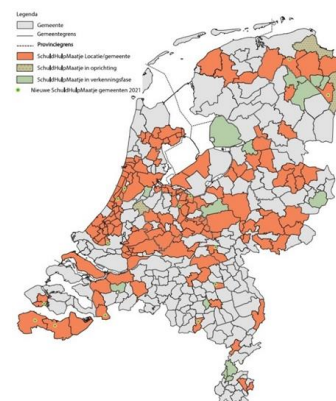 Legenda
Gemeente
Gemeentegrens
Provinciegrens
SchuldHulpMaatje Locatie/gemeente
SchuldHulpMaatje in oprichting
SchuldHulpMaatje in verkenningsfase
Nieuwe SchuldHulpMaatje gemeenten 2021